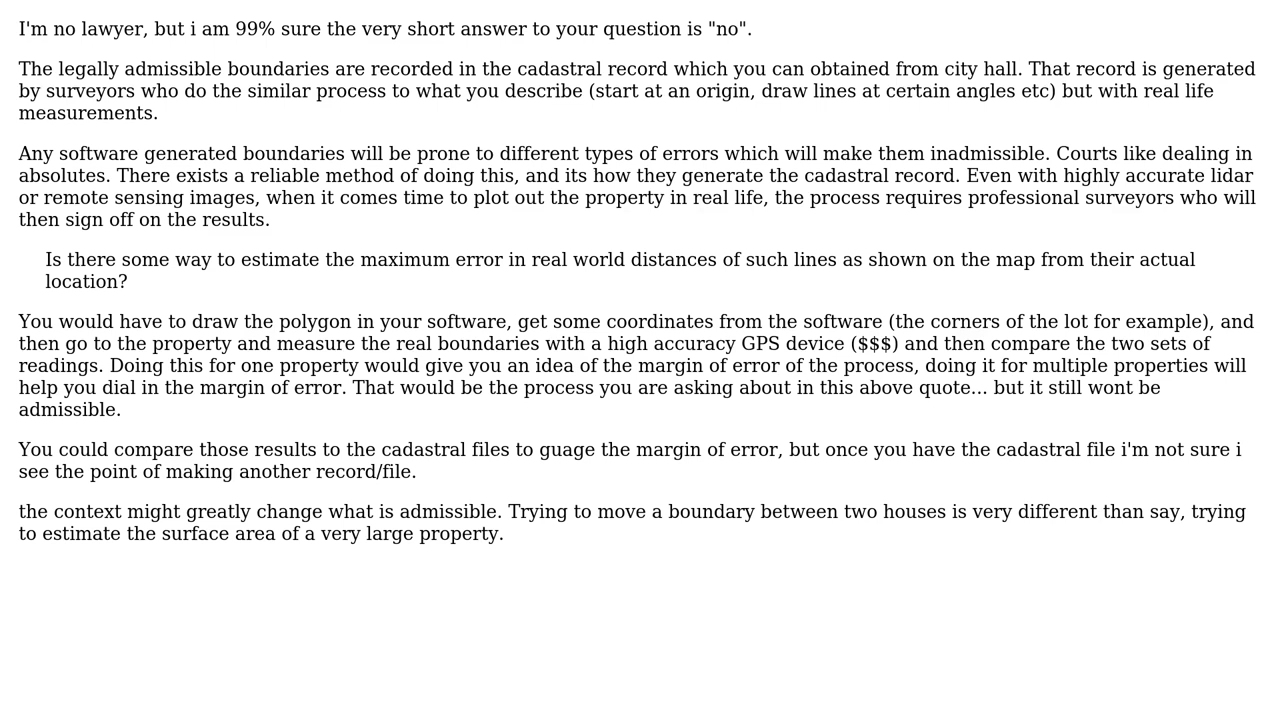 I'm no lawyer, but i am 99% sure the very short answer to your question is "no".
The legally admissible boundaries are recorded in the cadastral record which you can obtained from city hall. That record is generated
by surveyors who do the similar process to what you describe (start at an origin, draw lines at certain angles etc) but with real life
measurements.
Any software generated boundaries will be prone to different types of errors which will make them inadmissible. Courts like dealing in
absolutes. There exists a reliable method of doing this, and its how they generate the cadastral record. Even with highly accurate lidar
or remote sensing images, when it comes time to plot out the property in real life, the process requires professional surveyors who will
then sign off on the results.
Is there some way to estimate the maximum error in real world distances of such lines as shown on the map from their actual
location?
You would have to draw the polygon in your software, get some coordinates from the software (the corners of the lot for example), and
then go to the property and measure the real boundaries with a high accuracy GPS device ($$$) and then compare the two sets of
readings. Doing this for one property would give you an idea of the margin of error of the process, doing it for multiple properties will
help you dial in the margin of error. That would be the process you are asking about in this above quote... but it still wont be
admissible.
You could compare those results to the cadastral files to guage the margin of error, but once you have the cadastral file i'm not sure i
see the point of making another record/file.
the context might greatly change what is admissible. Trying to move a boundary between two houses is very different than say, trying
to estimate the surface area of a very large property.